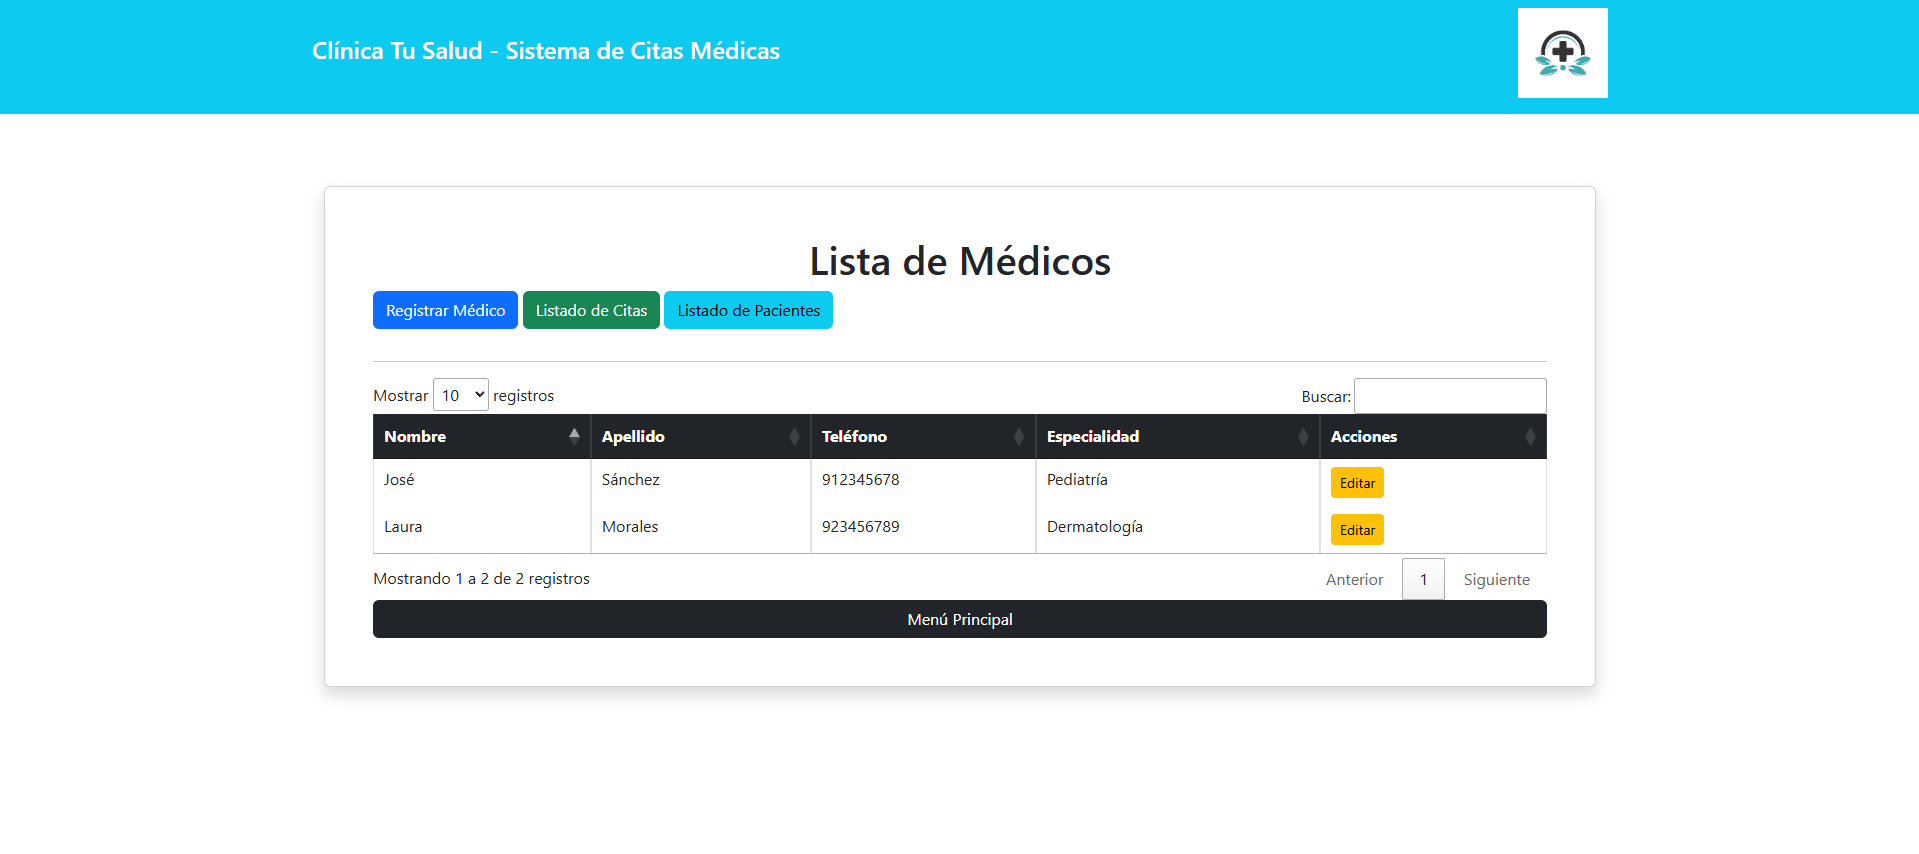 Clínica Tu Salud - Sistema de Citas Médicas
Lista de Médicos
Registrar Médico Listado de Citas Listado de Pacientes
Mostrar 10 registros Buscar:
Nombre Apellido Teléfono Especialidad Acciones
José Sánchez 912345678 Pediatría Editar
Laura Morales 923456789 Dermatología Editar
Mostrando 1 a 2 de 2 registros Anterior 1 Siguiente
Menú Principal